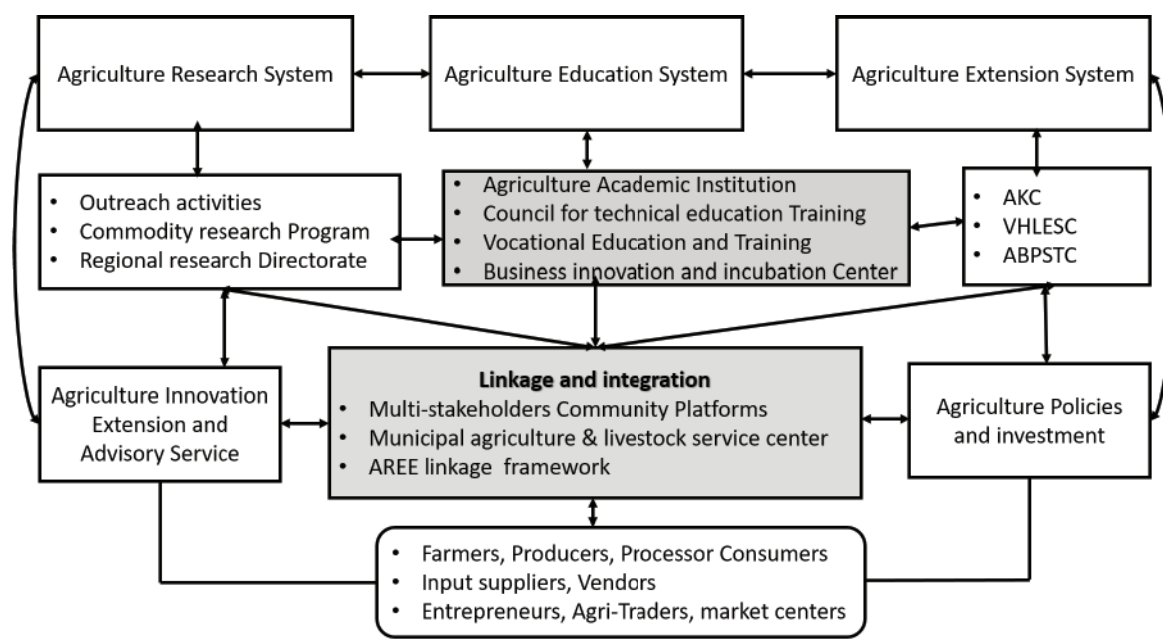 Agriculture Research System
Agriculture Education System
Agriculture Extension System
• Outreach activities
• Commodity research Program
• Regional research Directorate
• Agriculture Academic Institution
• Council for technical education Training
• Vocational Education and Training
• Business innovation and incubation Center
• AKC
• VHLESC
• ABPSTC
Agriculture Innovation
Extension and
Advisory Service
Linkage and integration
• Multi-stakeholders Community Platforms
• Municipal agriculture & livestock service center
• AREE linkage framework
Agriculture Policies
and investment
• Farmers, Producers, Processor Consumers
• Input suppliers, Vendors
• Entrepreneurs, Agri-Traders, market centers